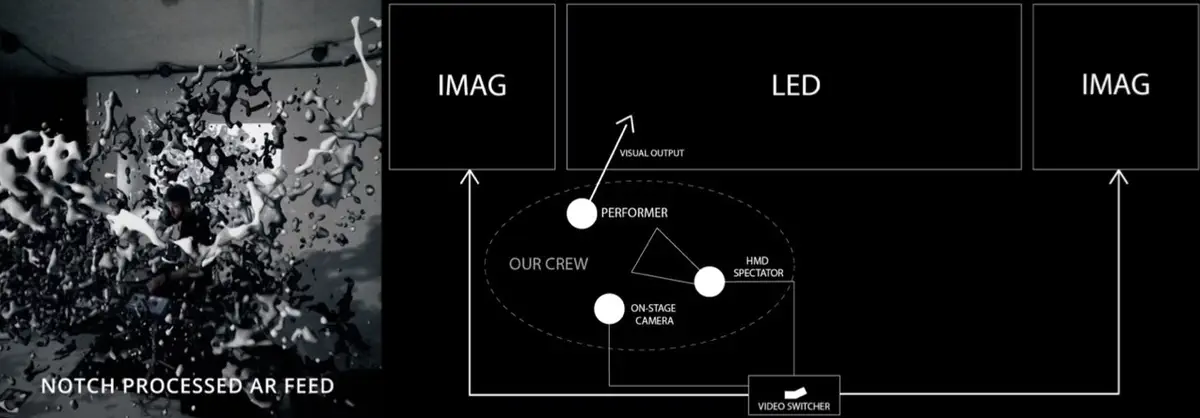 IMAG
LED
IMAG
VISUAL OUTPUT
PERFORMER
OUR CREW
HMD
SPECTATOR
ON-STAGE
CAMERA
NOTCH PROCESSED AR FEED
VIDEO SWITCHER